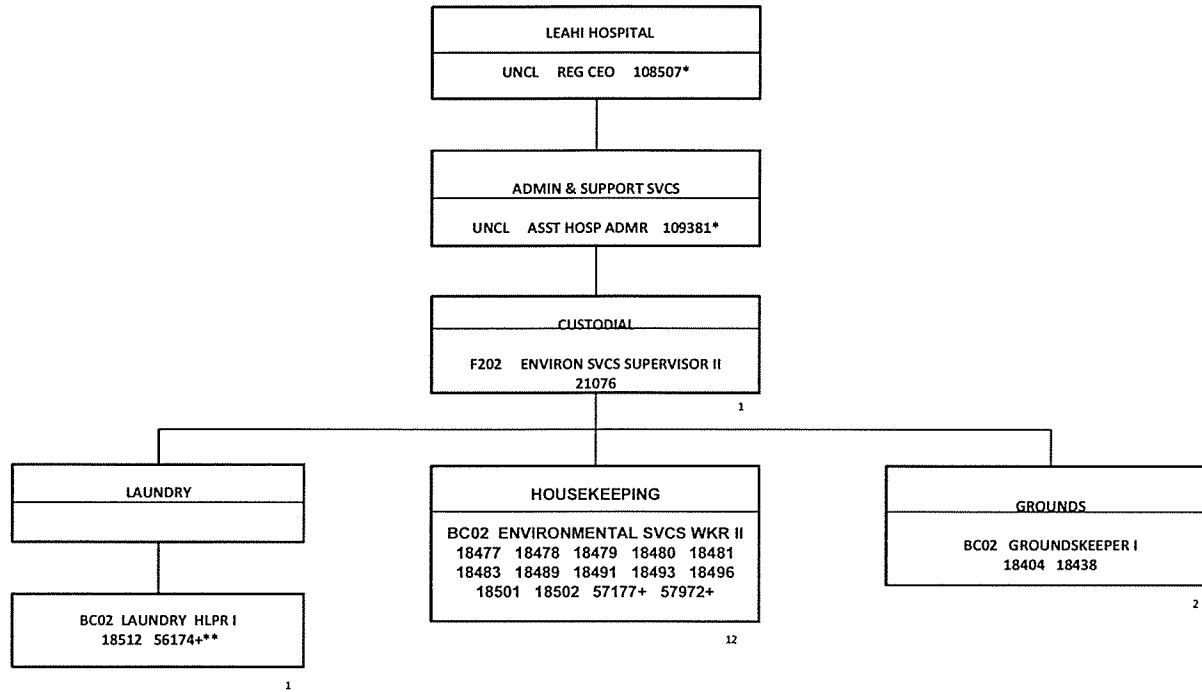 LEAHI HOSPITAL
UNCL REG CEO 108507*
ADMIN & SUPPORT SVCS
UNCL ASST HOSP ADMR 109381*
CUSTODIAL
F202 ENVIRON SVCS SUPERVISOR II
21076
1
LAUNDRY
BC02 LAUNDRY HLPR I
18512 56174+**
1
HOUSEKEEPING
BC02 ENVIRONMENTAL SVCS WKR II
18477 18478 18479 18480 18481
18483 18489 18491 18493 18496
18501 18502 57177+ 57972+
12
GROUNDS
BC02 GROUNDSKEEPER I
18404 18438
2